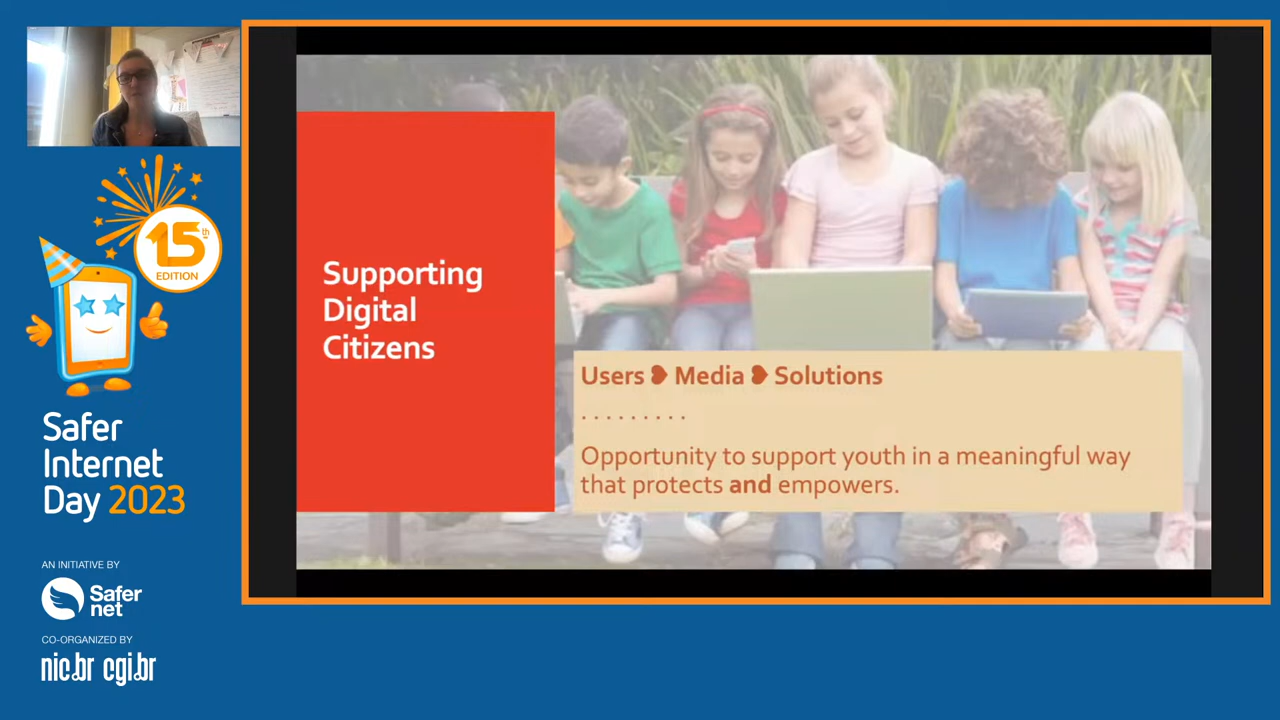 15th
EDITION
Safer
Internet
Day 2023
AN INITIATIVE BY
Safer
net
CO-ORGANIZED BY
nic.br cgi.br
Supporting
Digital
Citizens
Users ❥ Media ❥ Solutions
. . . . . . . . .
Opportunity to support youth in a meaningful way
that protects and empowers.